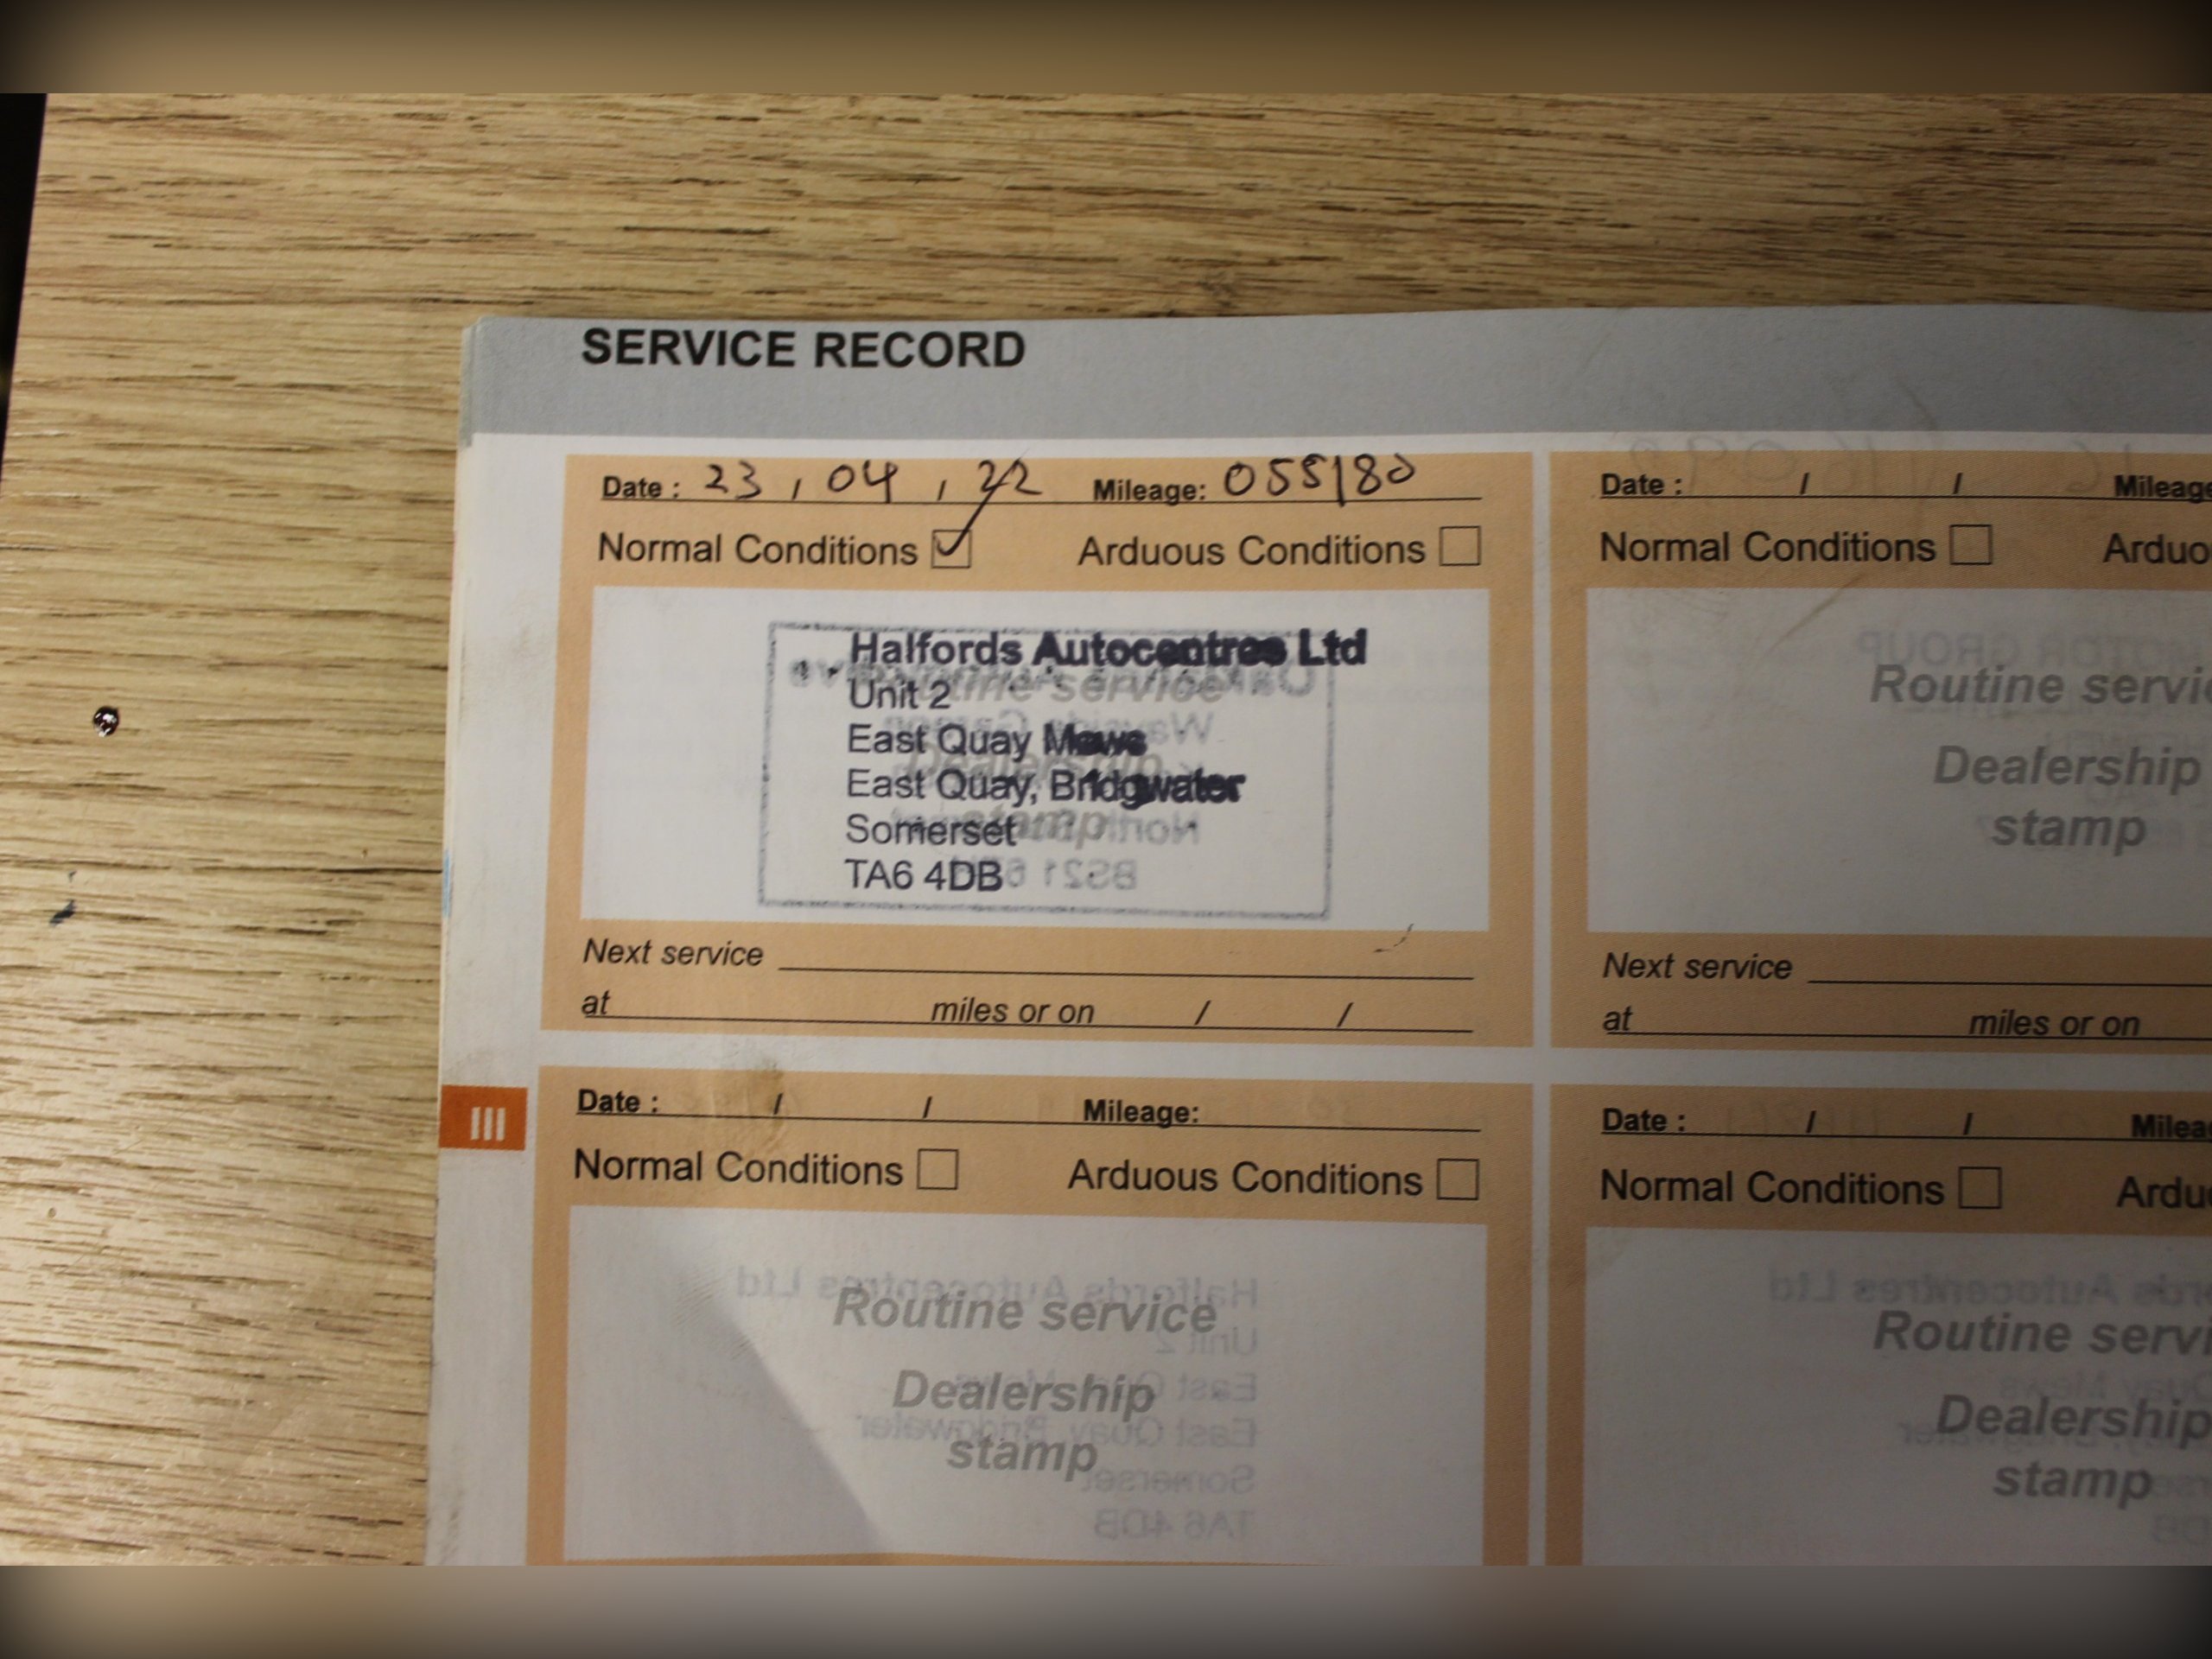 SERVICE RECORD
Date : 23 / 04 / 22 Mileage: 055180
Normal Conditions Arduous Conditions
Halfords Autocentres Ltd
Unit 2
East Quay Mews
East Quay, Bridgwater
Somerset
TA6 4DB
Next service
at miles or on / /
Date : / / Mileage
Normal Conditions Arduo
Routine servic
Dealership
stamp
Next service
at miles or on
III
Date : / / Mileage:
Normal Conditions Arduous Conditions
Routine service
Dealership
stamp
Date : / / Milea
Normal Conditions Ardu
Routine servi
Dealership
stamp